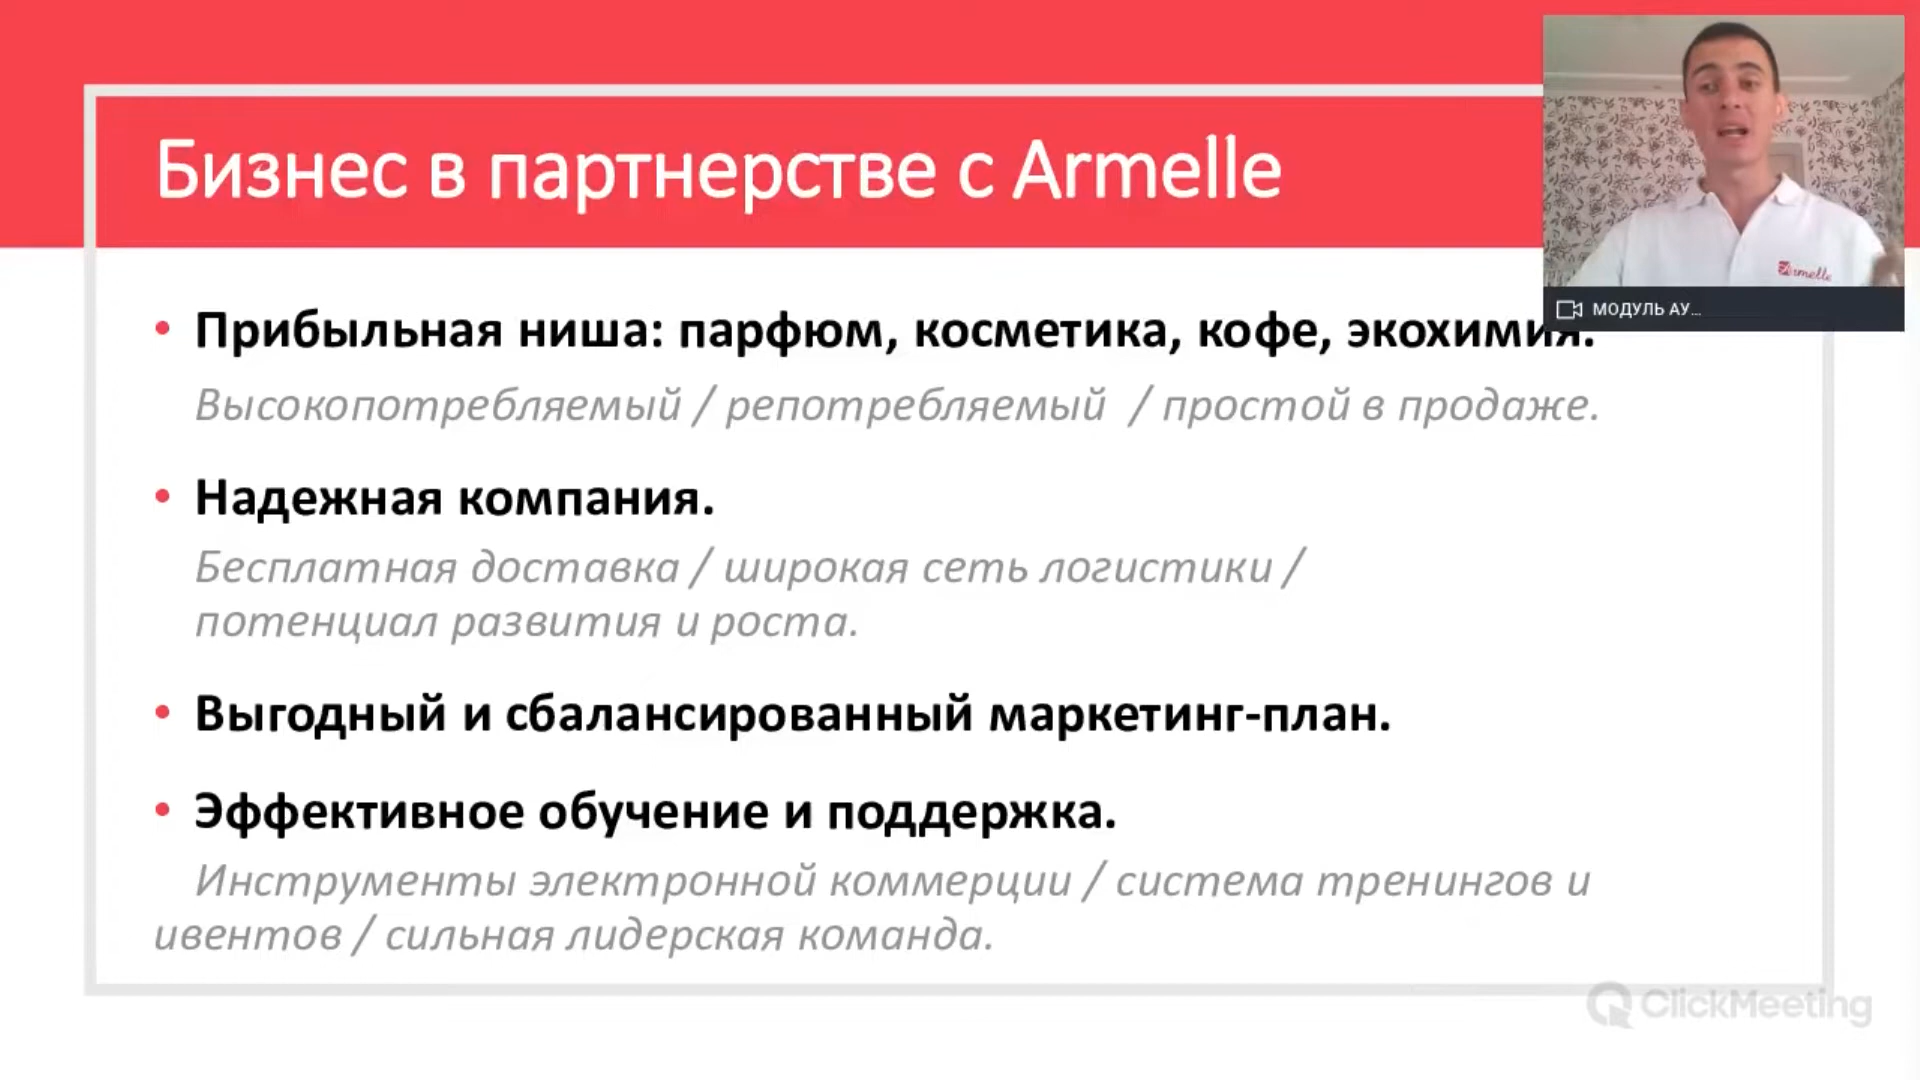 Бизнес в партнерстве с Armelle
Armelle
МОДУЛЬ АУ...
• Прибыльная ниша: парфюм, косметика, кофе, экохимия.
Высокопотребляемый / репотребляемый / простой в продаже.
• Надежная компания.
Бесплатная доставка / широкая сеть логистики /
потенциал развития и роста.
• Выгодный и сбалансированный маркетинг-план.
• Эффективное обучение и поддержка.
Инструменты электронной коммерции / система тренингов и
ивентов / сильная лидерская команда.
ClickMeeting